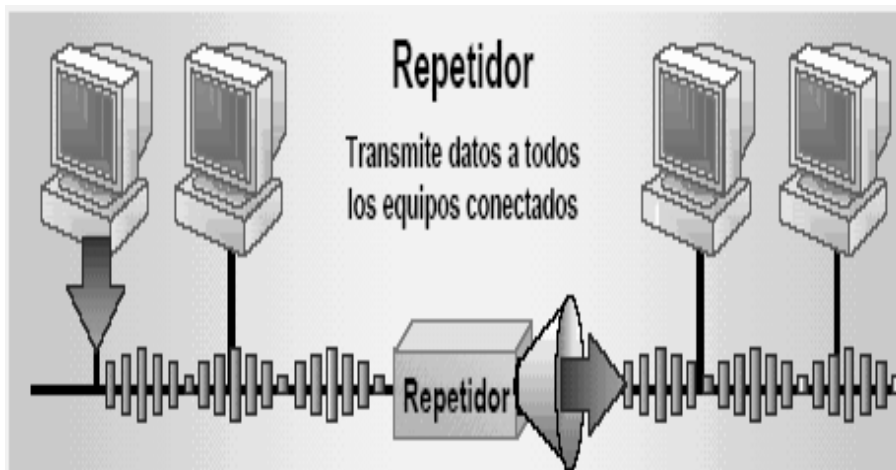 Repetidor
Transmite datos a todos
los equipos conectados
Repetidor